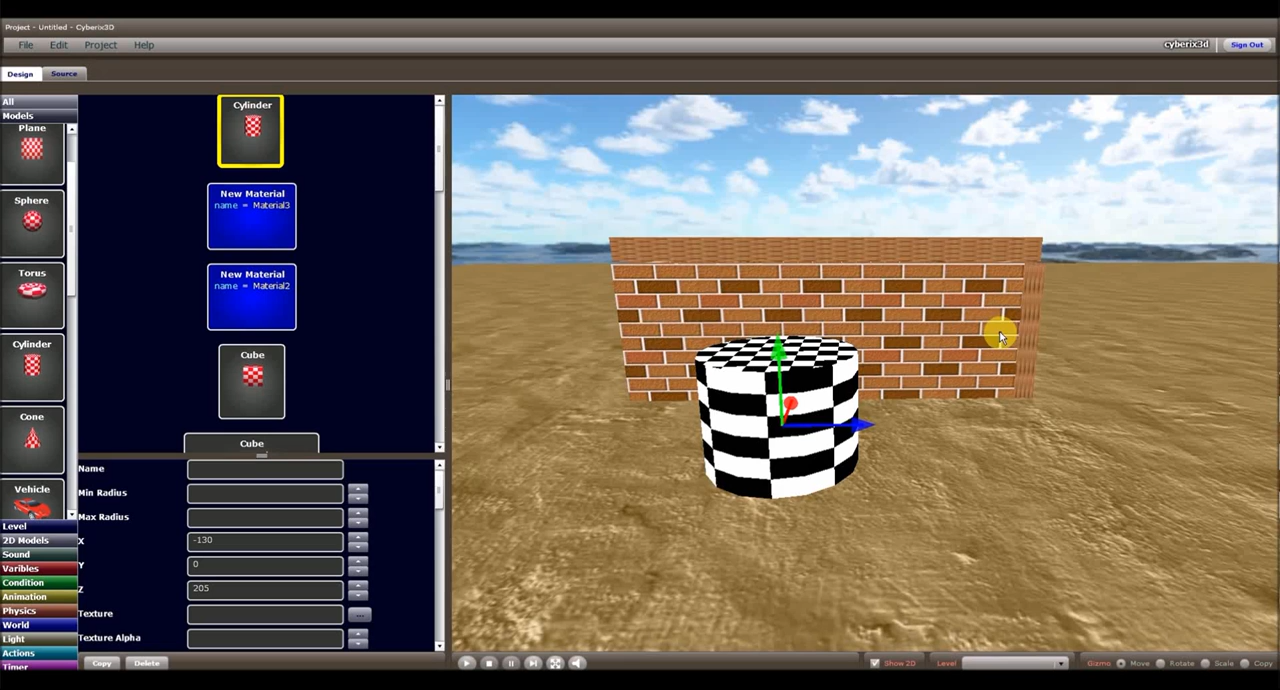 Project - Untitled - Cyberix3D
File Edit Project Help
cyberix3d Sign Out
Design Source
All
Models
Plane
Sphere
Torus
Cylinder
Cone
Vehicle
Level
2D Models
Sound
Varibles
Condition
Animation
Physics
World
Light
Actions
Timer
Cylinder
New Material
name = Material3
New Material
name = Material2
Cube
Cube
Name
Min Radius
Max Radius
X -130
Y 0
Z 205
Texture ...
Texture Alpha
Copy Delete
Show 2D Level Gizmos Move Rotate Scale Copy